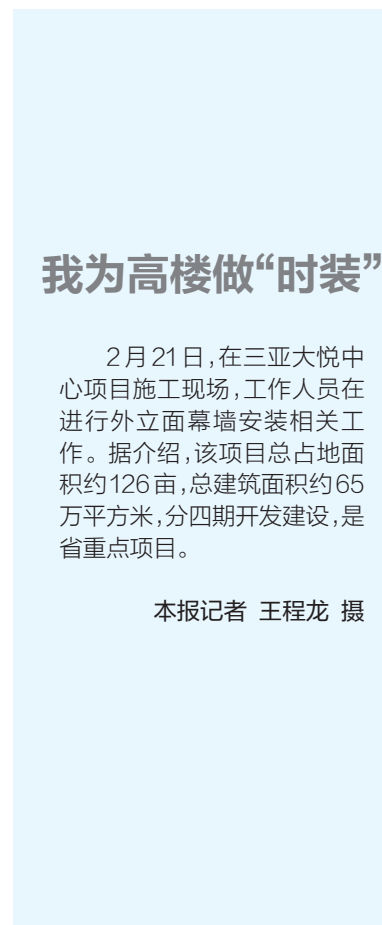 我为高楼做“时装”
2月21日，在三亚大悦中
心项目施工现场，工作人员在
进行外立面幕墙安装相关工
作。据介绍，该项目总占地面
积约126亩，总建筑面积约65
万平方米，分四期开发建设，是
省重点项目。
本报记者 王程龙 摄